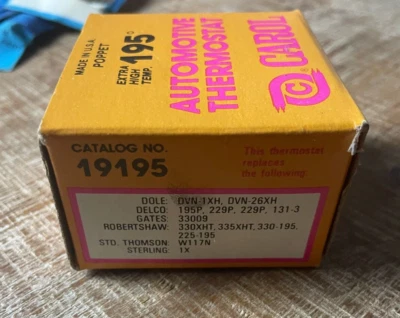 MADE IN U.S.A.
POPPET
EXTRA
HIGH
TEMP.
195°
AUTOMOTIVE
THERMOSTAT
C CAROL
CATALOG NO.
19195
This thermostat
replaces
the following.
DOLE: DVN-1XH, DVN-26XH
DELCO: 195P, 229P, 229P, 131-3
GATES: 33009
ROBERTSHAW: 330XHT, 335XHT, 330-195,
225-195
STD. THOMSON: W117N
STERLING: 1X